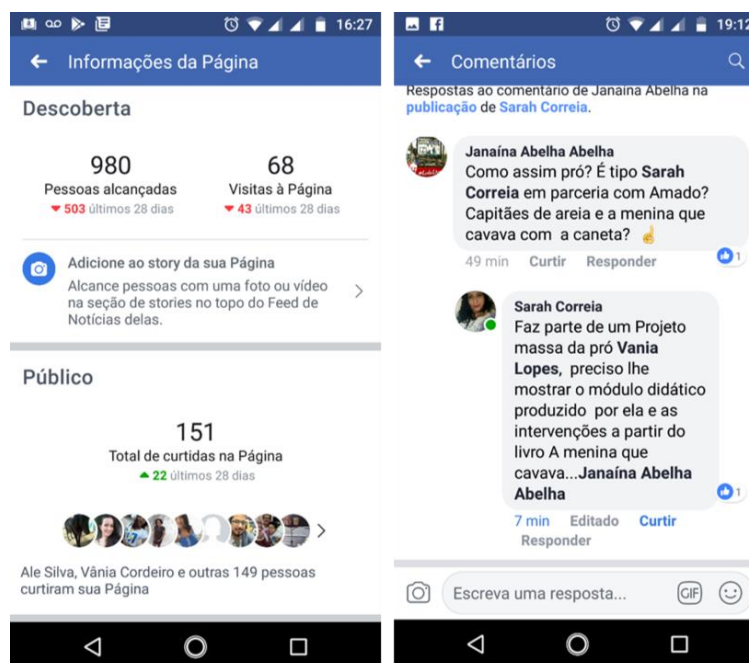 16:27
Informações da Página
Descoberta
980
Pessoas alcançadas
503 últimos 28 dias
68
Visitas à Página
43 últimos 28 dias
Adicione ao story da sua Página
Alcance pessoas com uma foto ou vídeo
na seção de stories no topo do Feed de
Notícias delas.
Público
151
Total de curtidas na Página
22 últimos 28 dias
Ale Silva, Vânia Cordeiro e outras 149 pessoas
curtiram sua Página
19:12
Comentários
Respostas ao comentário de Janaína Abelha na
publicação de Sarah Correia.
Janaína Abelha Abelha
Como assim pró? É tipo Sarah
Correia em parceria com Amado?
Capitães de areia e a menina que
cavava com a caneta?
49 min Curtir Responder
1
Sarah Correia
Faz parte de um Projeto
massa da pró Vania
Lopes, preciso lhe
mostrar o módulo didático
produzido por ela e as
intervenções a partir do
livro A menina que
cavava...Janaína Abelha
Abelha
1
7 min Editado Curtir
Responder
Escreva uma resposta...
GIF